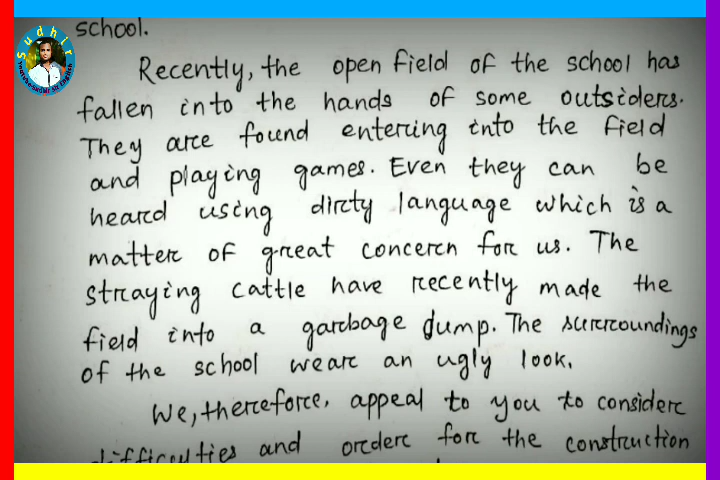 Sudhir
school.
Recently, the open field of the school has
fallen into the hands of some outsiders.
They are found entering into the field
and playing games. Even they can be
heard using dirty language which is a
matter of great concern for us. The
straying cattle have recently made the
field into a garbage dump. The surroundings
of the school wear an ugly look.
We, therefore, appeal to you to consider
difficulties and order for the construction